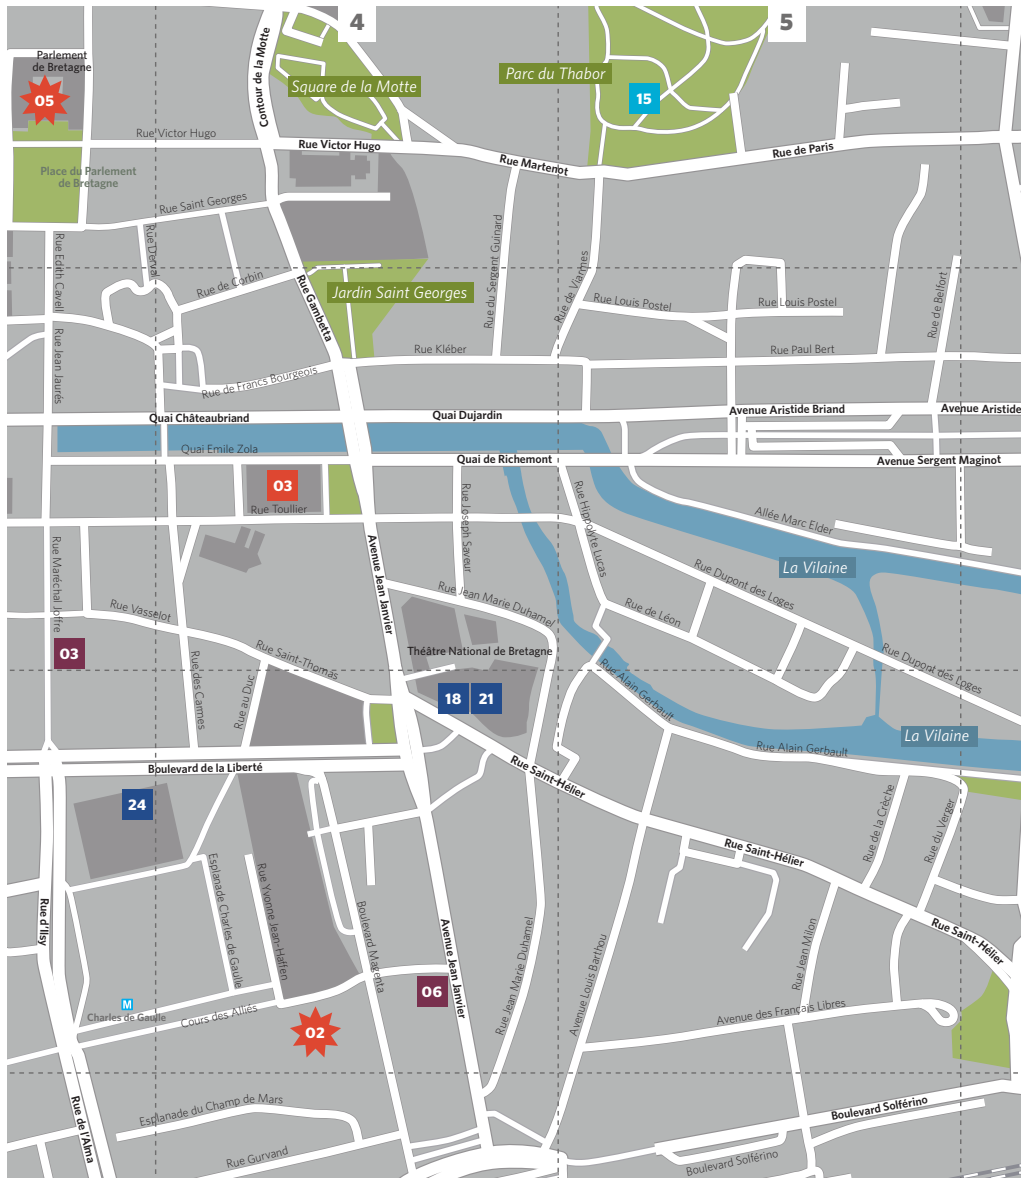 4
5
Contour de la Motte
Parlement
de Bretagne
05
Square de la Motte
Parc du Thabor
15
Rue Victor Hugo
Rue Victor Hugo
Rue Martenot
Rue de Paris
Place du Parlement
de Bretagne
Rue Saint Georges
Rue Edith Cavell
Rue Derval
Rue de Corbin
Rue Gambetta
Jardin Saint Georges
Rue du Sergent Guinard
Rue de Viarmes
Rue Louis Postel
Rue Louis Postel
Rue de Belfort
Rue Jean Jaurés
Rue Kléber
Rue Paul Bert
Rue de Francs Bourgeois
Quai Châteaubriand
Quai Dujardin
Avenue Aristide Briand
Avenue Aristide
Quai Emile Zola
Quai de Richemont
Avenue Sergent Maginot
03
Rue Toullier
Rue Joseph Saveur
Rue Hippolyte Lucas
Allée Marc Elder
Rue Maréchal Joffre
Avenue Jean Janvier
La Vilaine
Rue Dupont des Loges
Rue Jean Marie Duhamel
Rue Vasselot
Rue de Léon
03
Rue des Carmes
Rue au Duc
Rue Saint-Thomas
Théâtre National de Bretagne
18
21
Rue Alain Gerbault
Rue Dupont des Loges
La Vilaine
Rue Alain Gerbault
Boulevard de la Liberté
Rue Saint-Hélier
24
Rue de la Crèche
Rue du Verger
Rue Saint-Hélier
Esplanade Charles de Gaulle
Rue Yvonne Jean-Haffen
Boulevard Magenta
Rue d'Ilsy
Avenue Jean Janvier
Rue Jean Marie Duhamel
Avenue Louis Barthou
Rue Jean Milon
Rue Saint-Hélier
06
M
Charles de Gaulle
Cours des Alliés
02
Avenue des Français Libres
Rue de l'Alma
Esplanade du Champ de Mars
Boulevard Solférino
Rue Gurvand
Boulevard Solférino